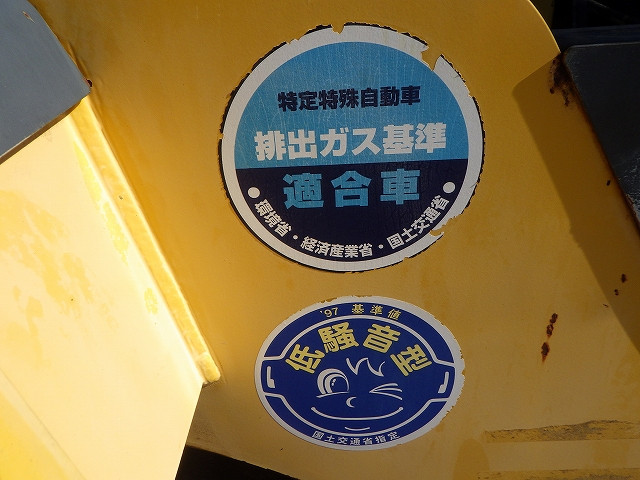 特定特殊自動車
排出ガス基準
適合車
●環境省・経済産業省・国土交通省●
'97 基準値
低騒音型
国土交通省指定